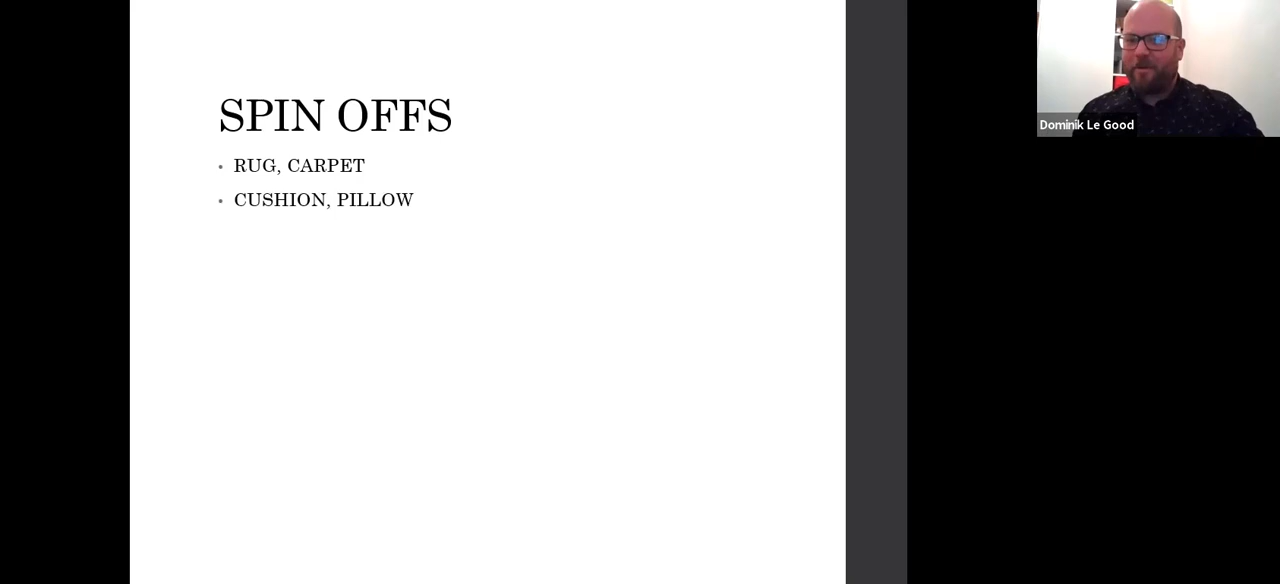 SPIN OFFS
• RUG, CARPET
• CUSHION, PILLOW
Dominik Le Good